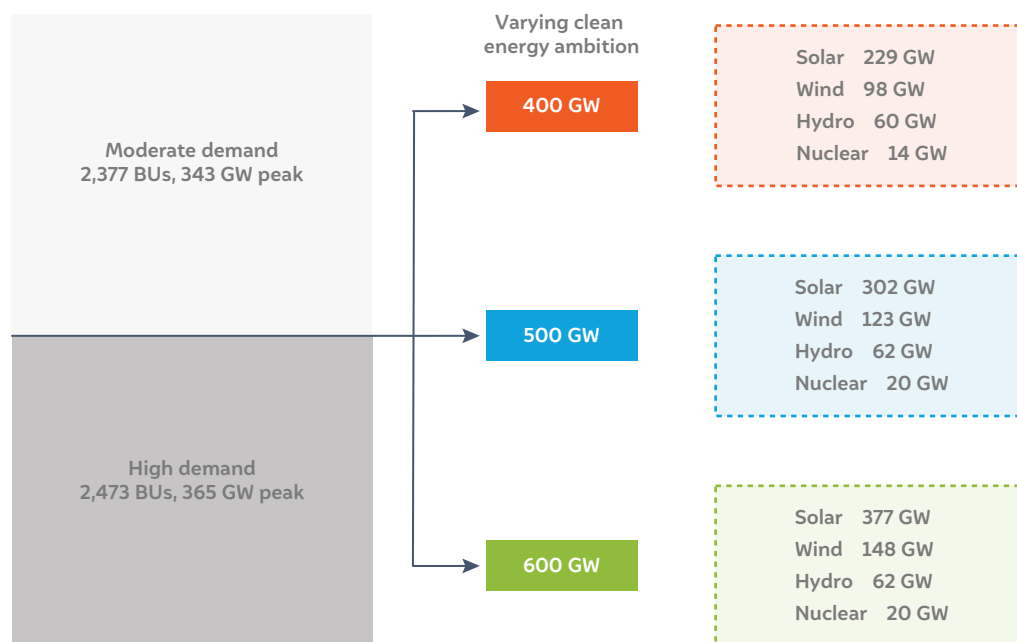 Varying clean
energy ambition
Moderate demand
2,377 BUs, 343 GW peak
High demand
2,473 BUs, 365 GW peak
400 GW
Solar 229 GW
Wind 98 GW
Hydro 60 GW
Nuclear 14 GW
500 GW
Solar 302 GW
Wind 123 GW
Hydro 62 GW
Nuclear 20 GW
600 GW
Solar 377 GW
Wind 148 GW
Hydro 62 GW
Nuclear 20 GW